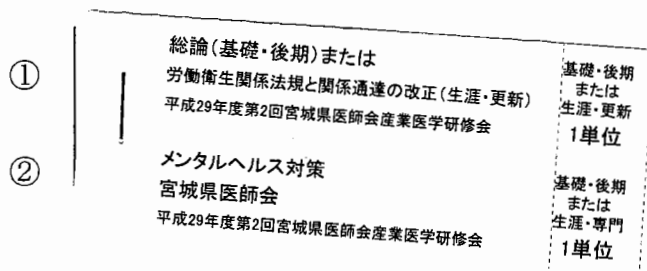 ①
総論(基礎・後期)または
労働衛生関係法規と関係通達の改正(生涯・更新)
平成29年度第2回宮城県医師会産業医学研修会
基礎・後期
または
生涯・更新
1単位
②
メンタルヘルス対策
宮城県医師会
平成29年度第2回宮城県医師会産業医学研修会
基礎・後期
または
生涯・専門
1単位